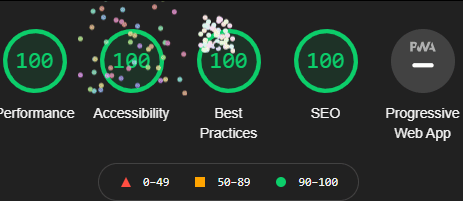 100 100 100 100 PWA
Performance Accessibility Best Practices SEO Progressive Web App
0–49 50–89 90–100